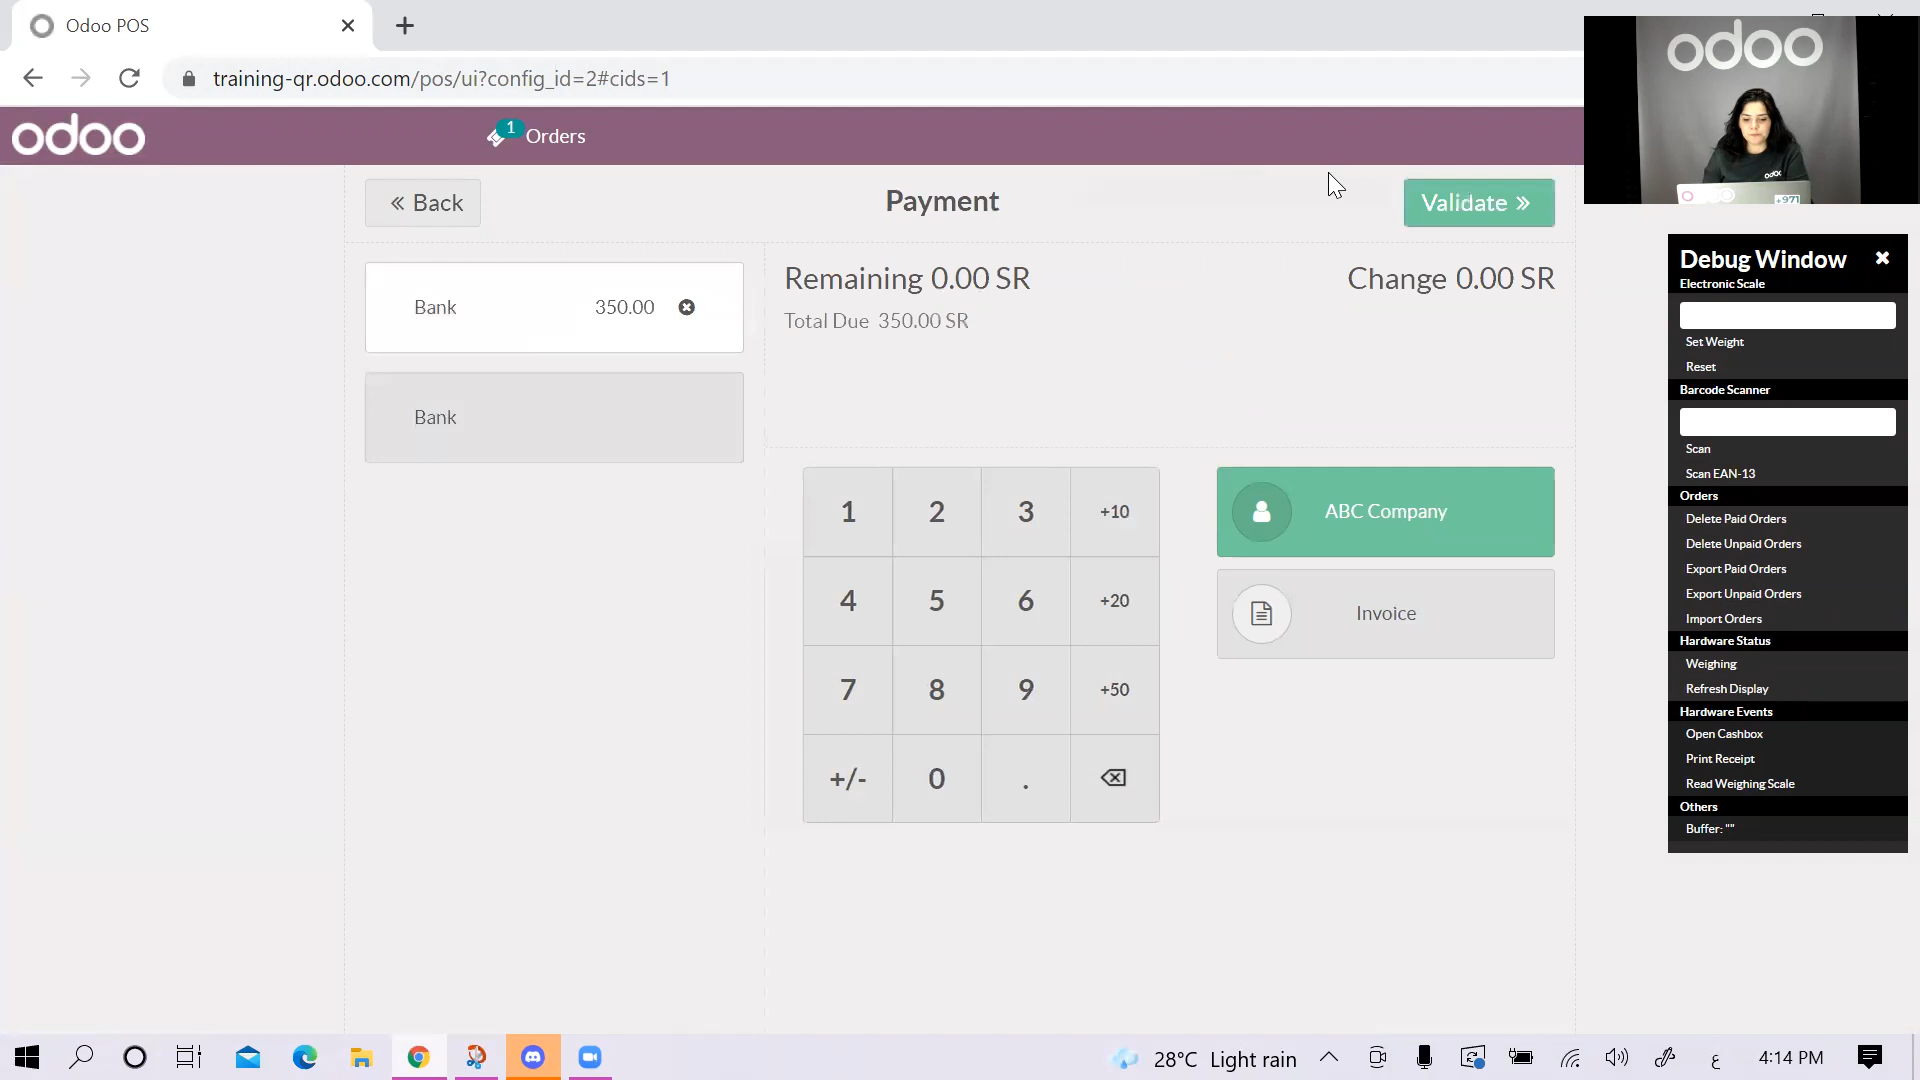 Odoo POS
training-qr.odoo.com/pos/ui?config_id=2#cids=1
odoo
odoo
odoo
+971
1
Orders
« Back
Payment
Validate »
Bank 350.00
Bank
Remaining 0.00 SR
Change 0.00 SR
Total Due 350.00 SR
1 2 3 +10
4 5 6 +20
7 8 9 +50
+/- 0 .
ABC Company
Invoice
Debug Window
Electronic Scale
Set Weight
Reset
Barcode Scanner
Scan
Scan EAN-13
Orders
Delete Paid Orders
Delete Unpaid Orders
Export Paid Orders
Export Unpaid Orders
Import Orders
Hardware Status
Weighing
Refresh Display
Hardware Events
Open Cashbox
Print Receipt
Read Weighing Scale
Others
Buffer: ""
28°C Light rain
ع
4:14 PM